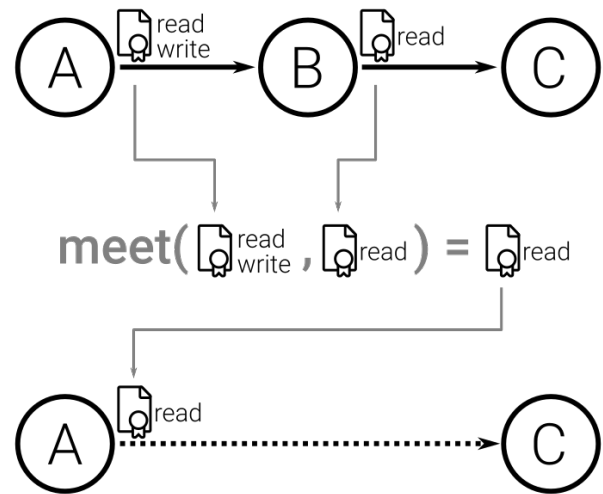 A
read
write
B
read
C
meet( read
write , read ) = read
A
read
C